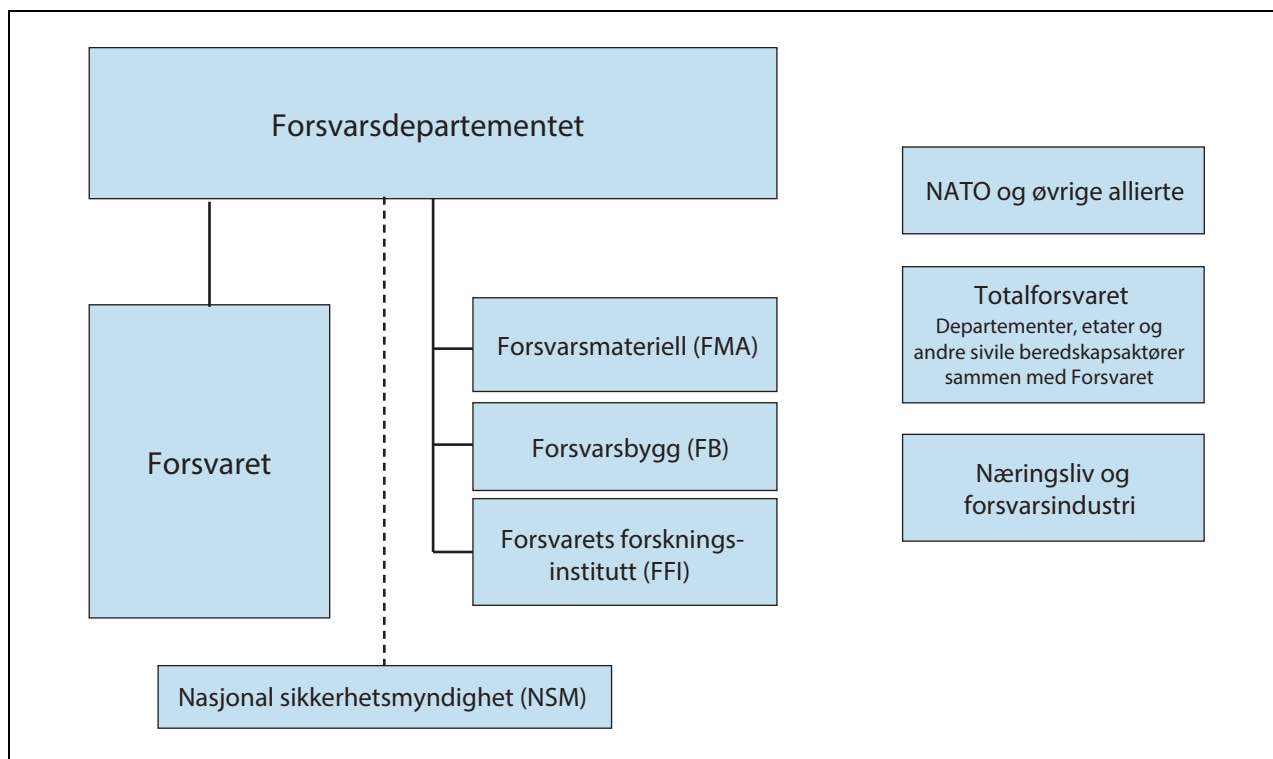 Forsvarsdepartementet
Forsvaret
Forsvarsmateriell (FMA)
Forsvarsbygg (FB)
Forsvarets forsknings-
institutt (FFI)
Nasjonal sikkerhetsmyndighet (NSM)
NATO og øvrige allierte
Totalforsvaret
Departementer, etater og
andre sivile beredskapsaktører
sammen med Forsvaret
Næringsliv og
forsvarsindustri